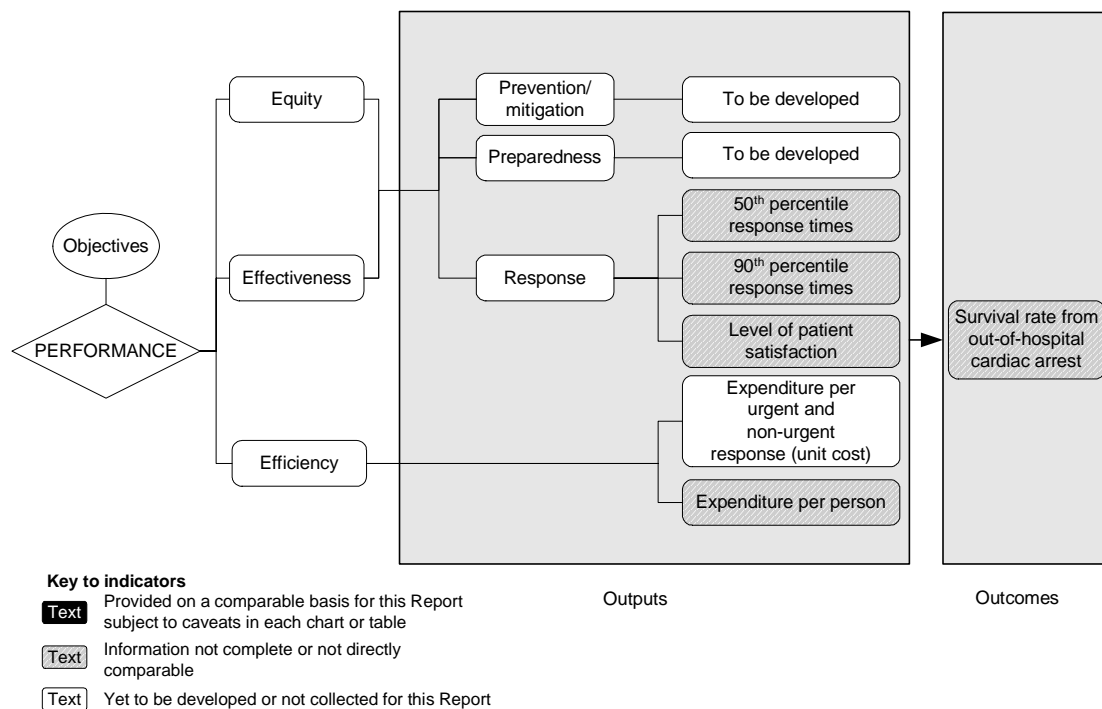 Equity
Prevention/
mitigation
To be developed
Preparedness
To be developed
50th percentile
response times
Objectives
Effectiveness
Response
90th percentile
response times
Level of patient
satisfaction
PERFORMANCE
Survival rate from
out-of-hospital
cardiac arrest
Expenditure per
urgent and
non-urgent
response (unit cost)
Efficiency
Expenditure per person
Outputs
Outcomes
Key to indicators
Text
Provided on a comparable basis for this Report
subject to caveats in each chart or table
Text
Information not complete or not directly
comparable
Text
Yet to be developed or not collected for this Report